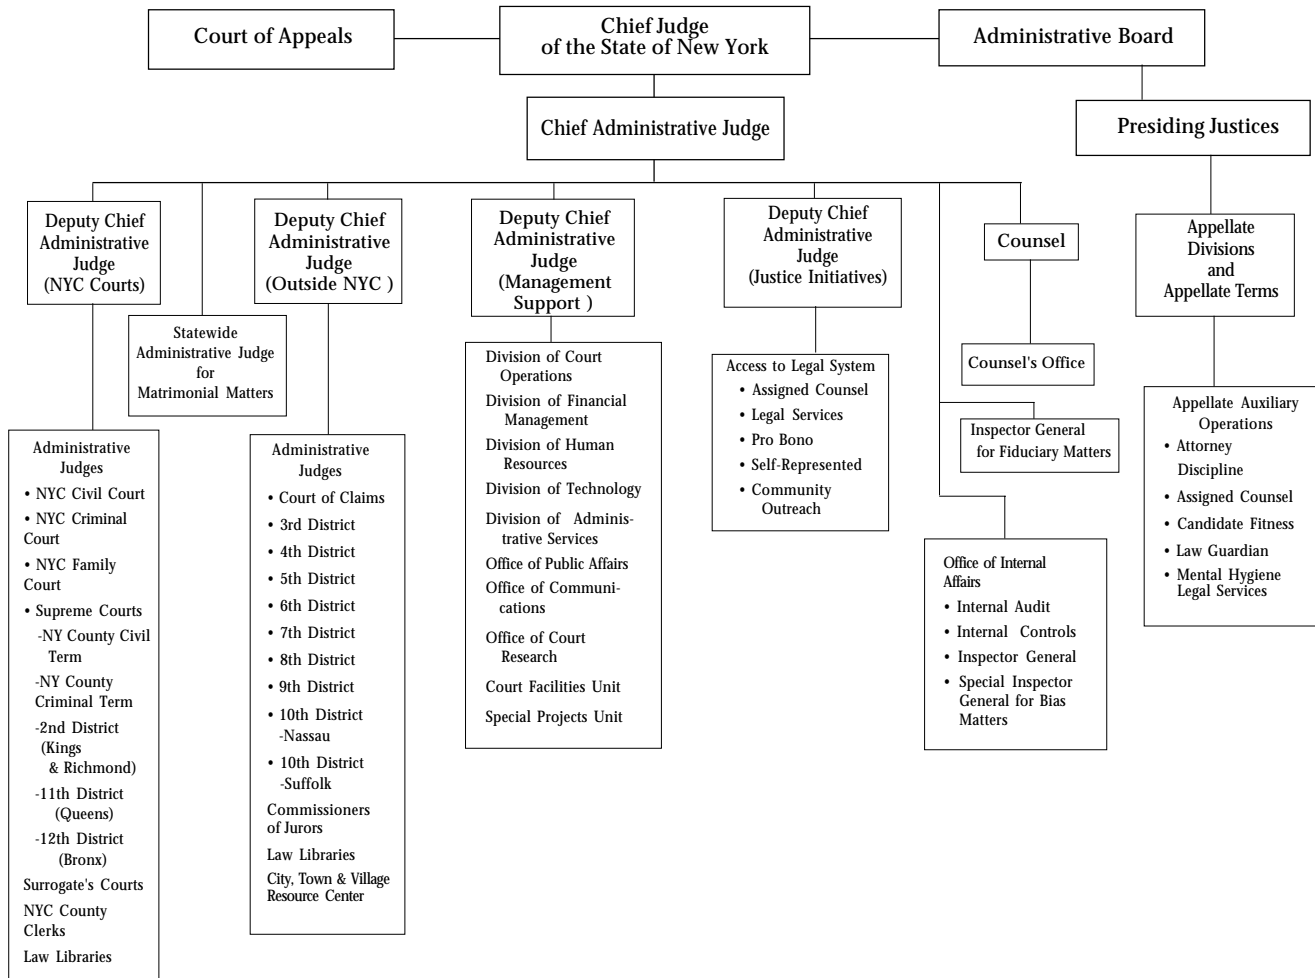 Court of Appeals
Chief Judge
of the State of New York
Administrative Board
Chief Administrative Judge
Presiding Justices
Deputy Chief
Administrative
Judge
(NYC Courts)
Statewide
Administrative Judge
for
Matrimonial Matters
Deputy Chief
Administrative
Judge
(Outside NYC )
Deputy Chief
Administrative
Judge
(Management
Support )
Deputy Chief
Administrative
Judge
(Justice Initiatives)
Counsel
Counsel's Office
Appellate
Divisions
and
Appellate Terms
Administrative
Judges
• NYC Civil Court
• NYC Criminal
Court
• NYC Family
Court
• Supreme Courts
-NY County Civil
Term
-NY County
Criminal Term
-2nd District
(Kings
& Richmond)
-11th District
(Queens)
-12th District
(Bronx)
Surrogate's Courts
NYC County
Clerks
Law Libraries
Administrative
Judges
• Court of Claims
• 3rd District
• 4th District
• 5th District
• 6th District
• 7th District
• 8th District
• 9th District
• 10th District
-Nassau
• 10th District
-Suffolk
Commissioners
of Jurors
Law Libraries
City, Town & Village
Resource Center
Division of Court
Operations
Division of Financial
Management
Division of Human
Resources
Division of Technology
Division of Adminis-
trative Services
Office of Public Affairs
Office of Communi-
cations
Office of Court
Research
Court Facilities Unit
Special Projects Unit
Access to Legal System
• Assigned Counsel
• Legal Services
• Pro Bono
• Self-Represented
• Community
Outreach
Inspector General
for Fiduciary Matters
Office of Internal
Affairs
• Internal Audit
• Internal Controls
• Inspector General
• Special Inspector
General for Bias
Matters
Appellate Auxiliary
Operations
• Attorney
Discipline
• Assigned Counsel
• Candidate Fitness
• Law Guardian
• Mental Hygiene
Legal Services